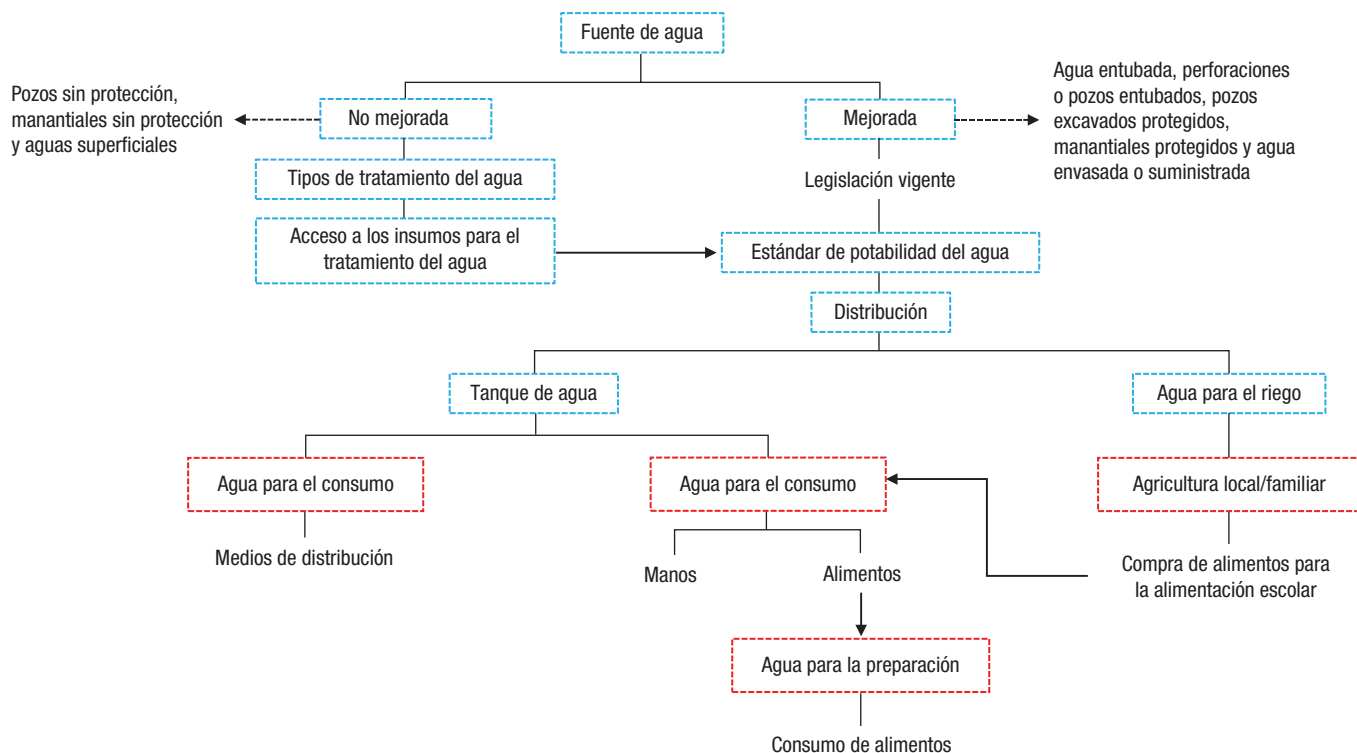 Fuente de agua
Pozos sin protección,
manantiales sin protección
y aguas superficiales
No mejorada
Mejorada
Agua entubada, perforaciones
o pozos entubados, pozos
excavados protegidos,
manantiales protegidos y agua
envasada o suministrada
Tipos de tratamiento del agua
Legislación vigente
Acceso a los insumos para el
tratamiento del agua
Estándar de potabilidad del agua
Distribución
Tanque de agua
Agua para el riego
Agua para el consumo
Agua para el consumo
Agricultura local/familiar
Medios de distribución
Manos
Alimentos
Compra de alimentos para
la alimentación escolar
Agua para la preparación
Consumo de alimentos